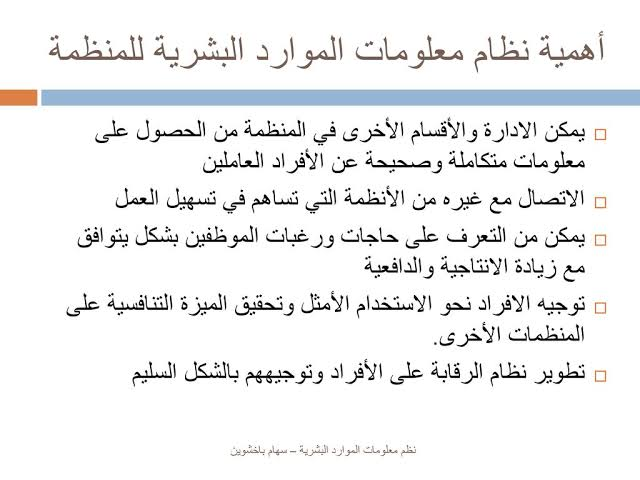 أهمية نظام معلومات الموارد البشرية للمنظمة
يمكن الادارة والأقسام الأخرى في المنظمة من الحصول على
معلومات متكاملة وصحيحة عن الأفراد العاملين
الاتصال مع غيره من الأنظمة التي تساهم في تسهيل العمل
يمكن من التعرف على حاجات ورغبات الموظفين بشكل يتوافق
مع زيادة الانتاجية والدافعية
توجيه الافراد نحو الاستخدام الأمثل وتحقيق الميزة التنافسية على
المنظمات الأخرى.
تطوير نظام الرقابة على الأفراد وتوجيههم بالشكل السليم
نظم معلومات الموارد البشرية – سهام باخشوين